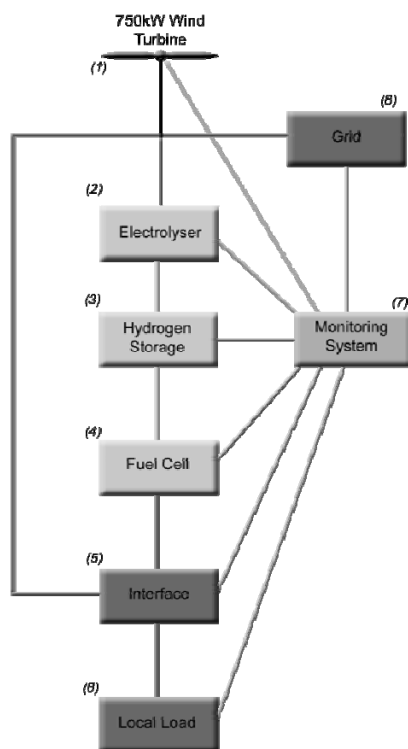 750kW Wind
Turbine
(1)
(8)
Grid
(2)
Electrolyser
(3)
Hydrogen
Storage
(7)
Monitoring
System
(4)
Fuel Cell
(5)
Interface
(6)
Local Load